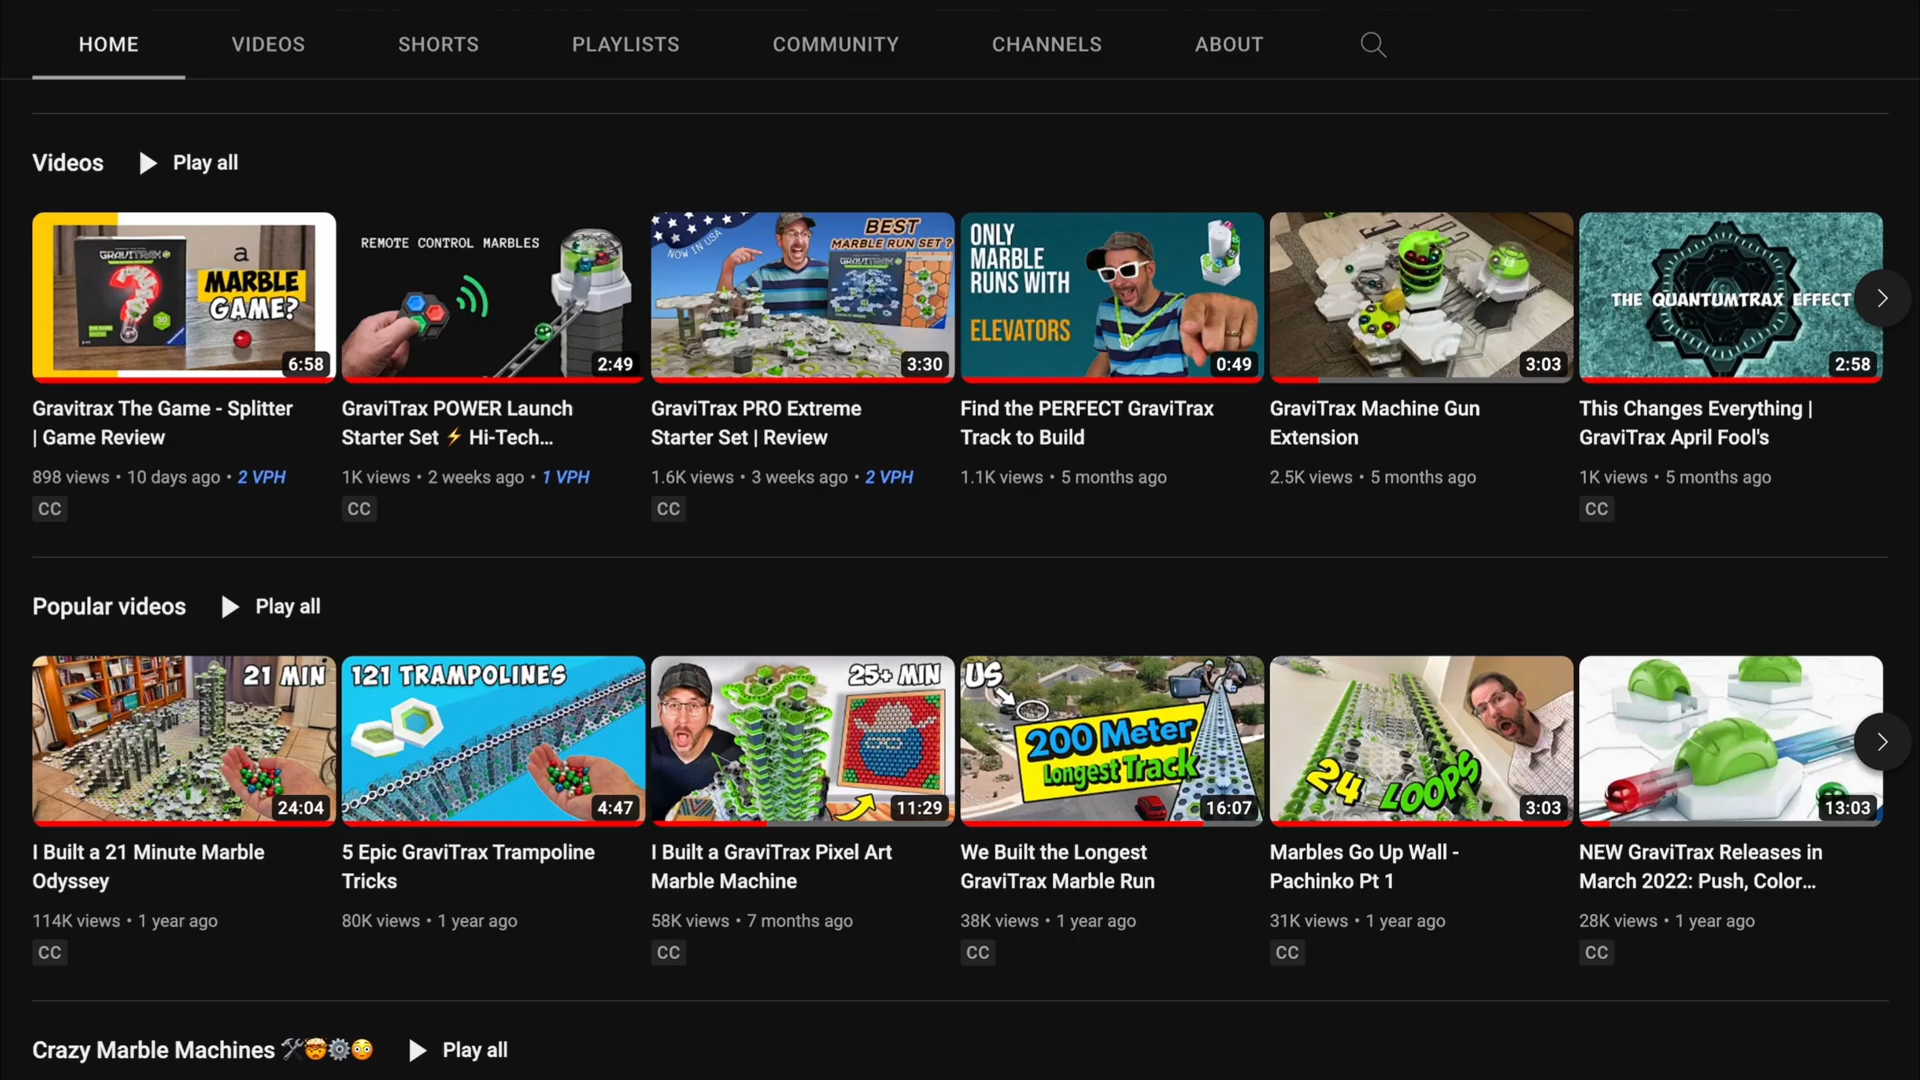 HOME VIDEOS SHORTS PLAYLISTS COMMUNITY CHANNELS ABOUT
Videos Play all
GRAVITRAX
a
MARBLE
GAME?
6:58
REMOTE CONTROL MARBLES
2:49
NOW IN USA
BEST
MARBLE RUN SET ?
GRAVITRAX
3:30
ONLY
MARBLE
RUNS WITH
ELEVATORS
0:49
3:03
THE QUANTUMTRAX EFFECT
2:58
Gravitrax The Game - Splitter
| Game Review
898 views • 10 days ago • 2 VPH
CC
GraviTrax POWER Launch
Starter Set ⚡ Hi-Tech...
1K views • 2 weeks ago • 1 VPH
CC
GraviTrax PRO Extreme
Starter Set | Review
1.6K views • 3 weeks ago • 2 VPH
CC
Find the PERFECT GraviTrax
Track to Build
1.1K views • 5 months ago
GraviTrax Machine Gun
Extension
2.5K views • 5 months ago
This Changes Everything |
GraviTrax April Fool's
1K views • 5 months ago
CC
Popular videos Play all
21 MIN
24:04
121 TRAMPOLINES
4:47
25+ MIN
11:29
US
200 Meter
Longest Track
16:07
24 LOOPS
3:03
13:03
I Built a 21 Minute Marble
Odyssey
114K views • 1 year ago
CC
5 Epic GraviTrax Trampoline
Tricks
80K views • 1 year ago
I Built a GraviTrax Pixel Art
Marble Machine
58K views • 7 months ago
CC
We Built the Longest
GraviTrax Marble Run
38K views • 1 year ago
CC
Marbles Go Up Wall -
Pachinko Pt 1
31K views • 1 year ago
CC
NEW GraviTrax Releases in
March 2022: Push, Color...
28K views • 1 year ago
CC
Crazy Marble Machines 🛠️🤯⚙️😳 Play all